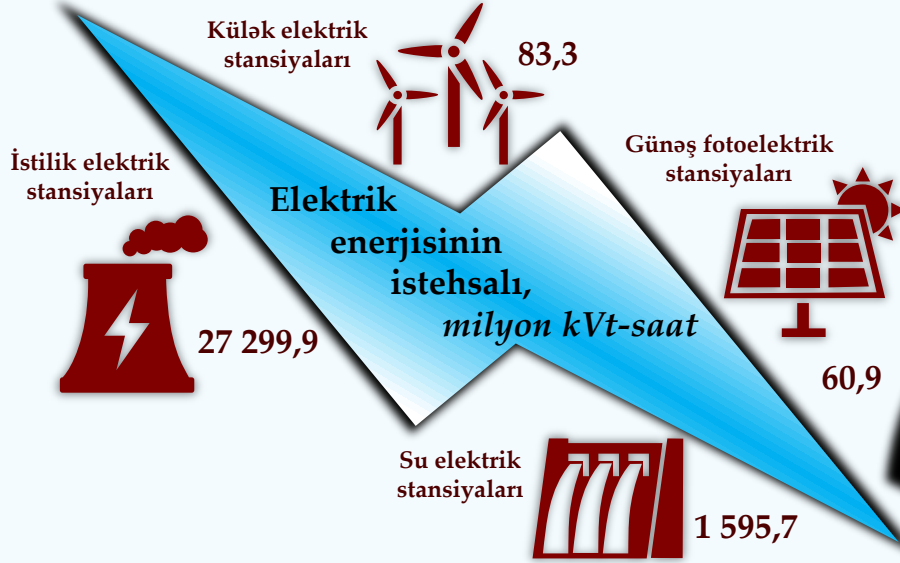 Külək elektrik
stansiyaları
83,3
Günəş fotoelektrik
stansiyaları
60,9
İstilik elektrik
stansiyaları
27 299,9
Elektrik
enerjisinin
istehsalı,
milyon kVt-saat
Su elektrik
stansiyaları
1 595,7